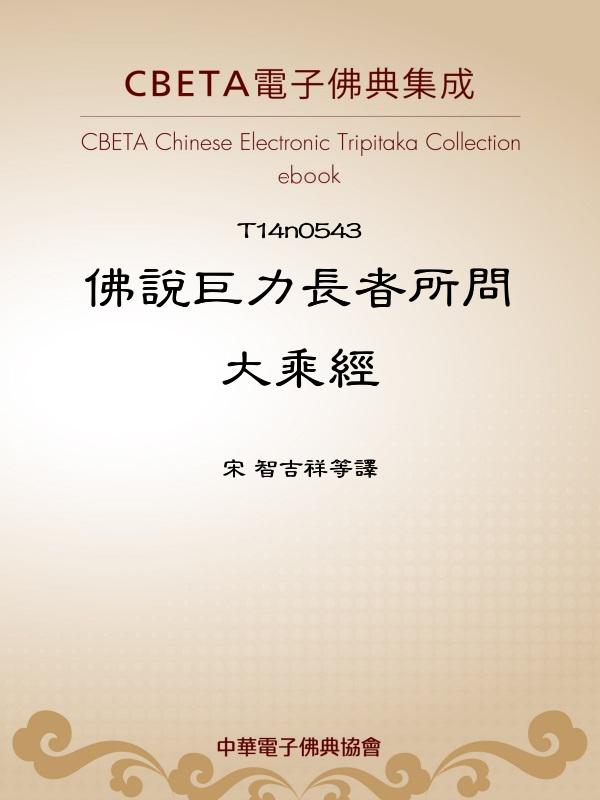 CBETA電子佛典集成
CBETA Chinese Electronic Tripitaka Collection
ebook
T14n0543
佛說巨力長者所問
大乘經
宋 智吉祥等譯
中華電子佛典協會